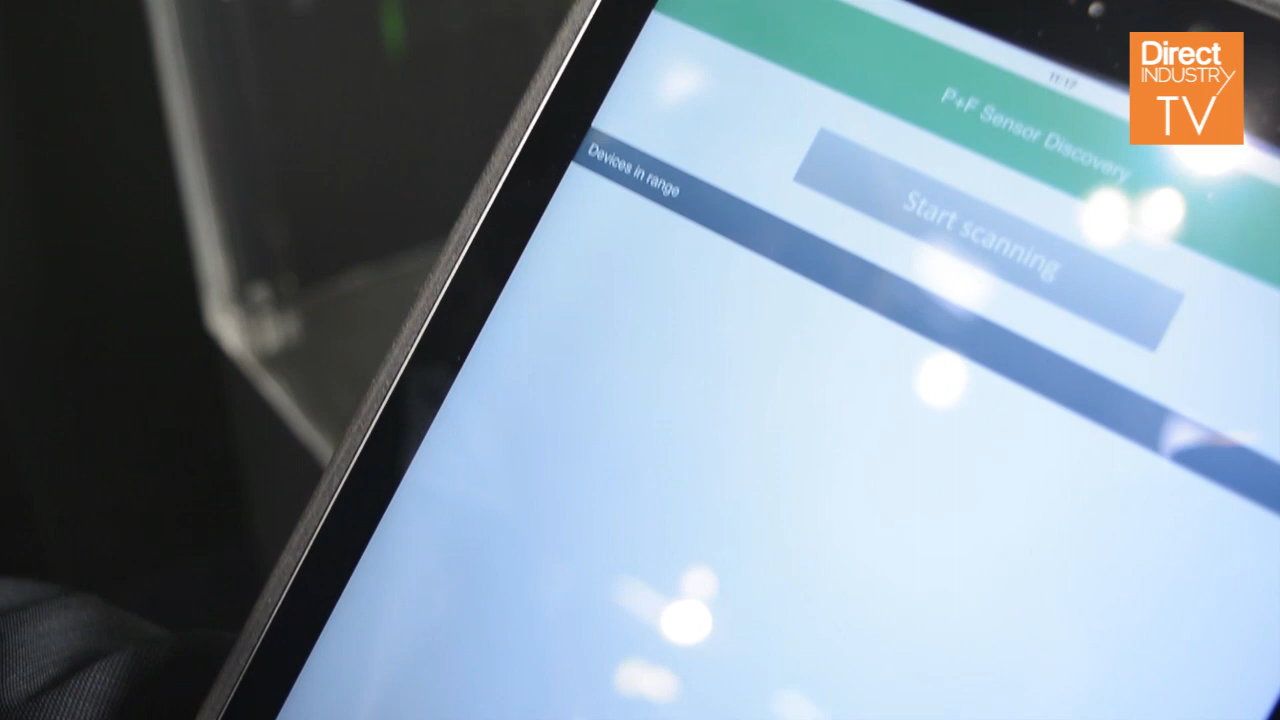 Direct
INDUSTRY
TV
11:17
P+F Sensor Discovery
Start scanning
Devices in range